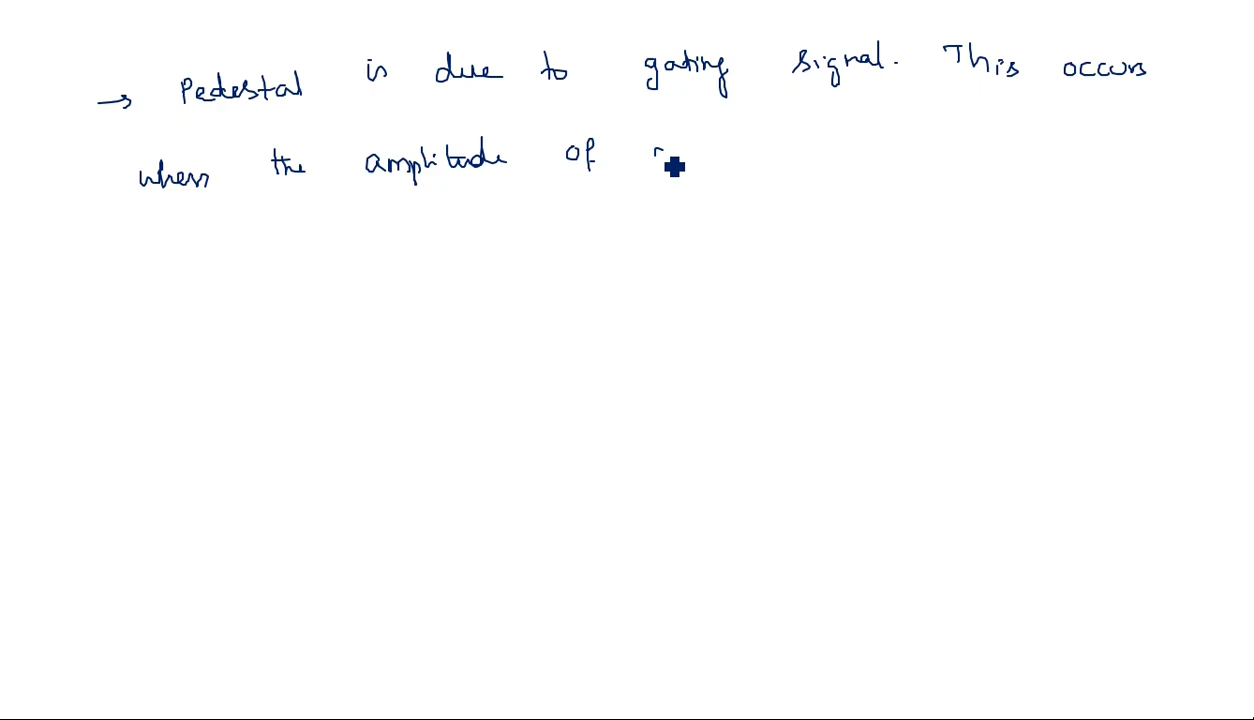 → Pedestal is due to gating signal. This occurs
when the amplitude of